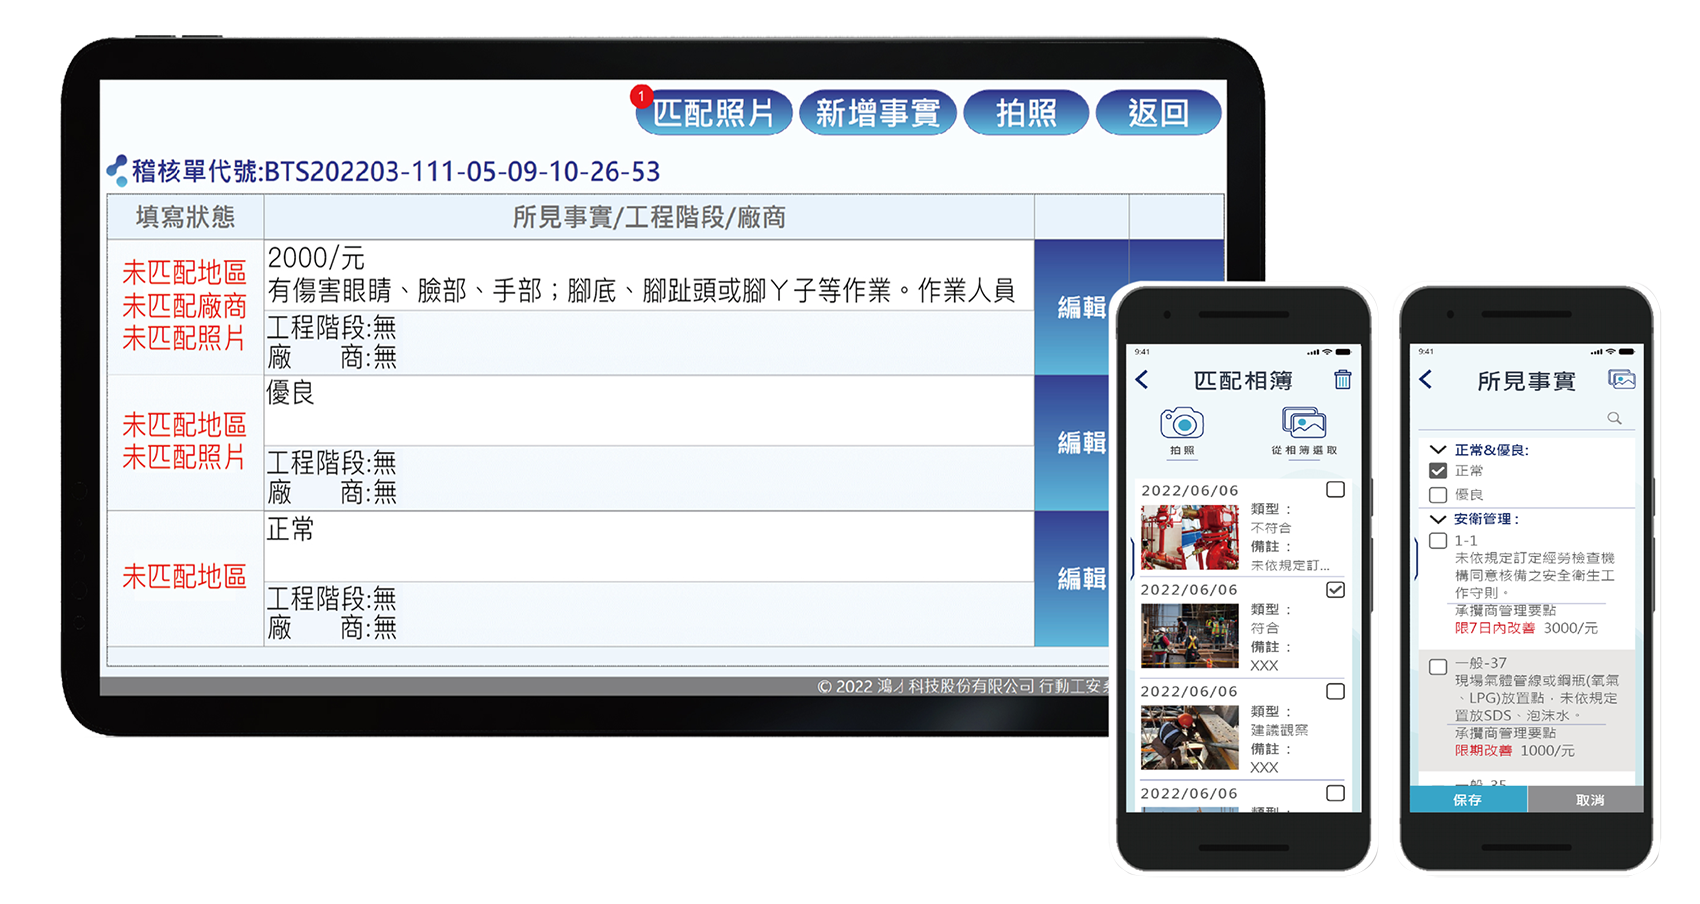 1
匹配照片 新增事實 拍照 返回
稽核單代號:BTS202203-111-05-09-10-26-53
填寫狀態 所見事實/工程階段/廠商
未匹配地區
未匹配廠商
未匹配照片
2000/元
有傷害眼睛、臉部、手部；腳底、腳趾頭或腳丫子等作業。作業人員
工程階段:無
廠 商:無
編輯
未匹配地區
未匹配照片
優良
工程階段:無
廠 商:無
編輯
未匹配地區
正常
工程階段:無
廠 商:無
編輯
© 2022 鴻才科技股份有限公司 行動工安
9:41
匹配相簿
拍照 從相簿選取
2022/06/06
類型：
不符合
備註：
未依規定訂...
2022/06/06
類型：
符合
備註：
XXX
2022/06/06
類型：
建議觀察
備註：
XXX
2022/06/06
類型：
9:41
所見事實
正常&優良:
正常
優良
安衛管理：
1-1
未依規定訂定經勞檢查機
構同意核備之安全衛生工
作守則。
承攬商管理要點
限7日內改善 3000/元
一般-37
現場氣體管線或鋼瓶(氧氣
、LPG)放置點，未依規定
置放SDS、泡沫水。
承攬商管理要點
限期改善 1000/元
一般-35
保存 取消